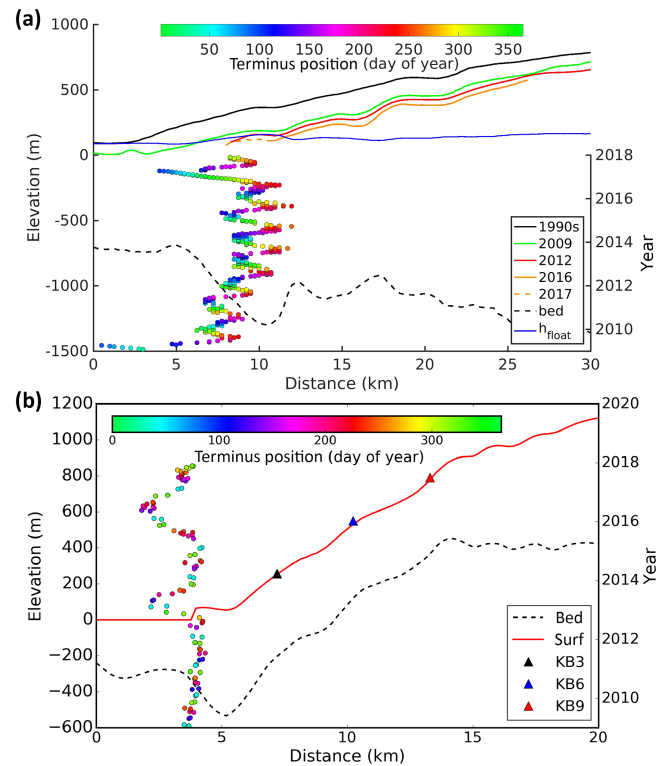 (a)
1000
50 100 150 200 250 300 350
Terminus position (day of year)
500
0
-500
-1000
-1500
Elevation (m)
2018
2016
2014
2012
2010
Year
1990s
2009
2012
2016
2017
bed
hfloat
0 5 10 15 20 25 30
Distance (km)
(b)
1200
1000
800
600
400
200
0
−200
−400
−600
Elevation (m)
0 100 200 300
Terminus position (day of year)
2020
2018
2016
2014
2012
2010
Year
Bed
Surf
KB3
KB6
KB9
0 5 10 15 20
Distance (km)